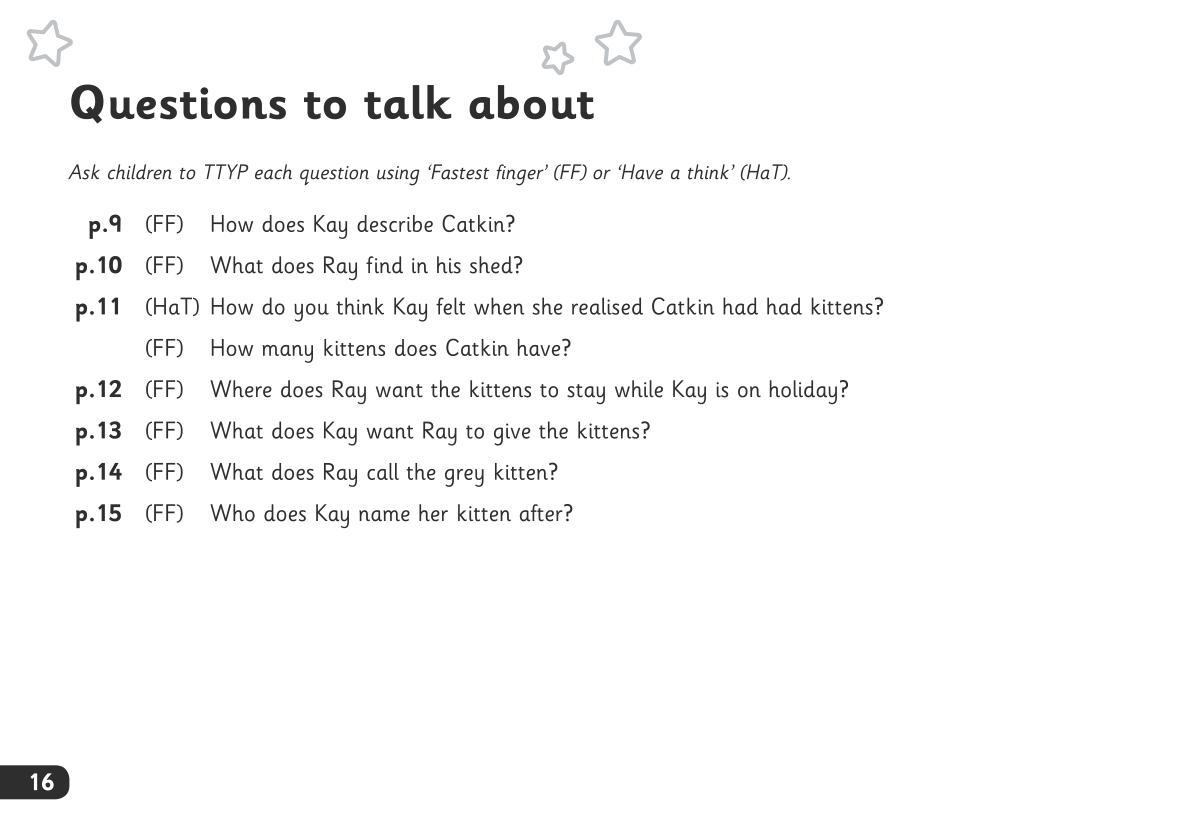 Questions to talk about
Ask children to TTYP each question using ‘Fastest finger’ (FF) or ‘Have a think’ (HaT).
p.9 (FF) How does Kay describe Catkin?
p.10 (FF) What does Ray find in his shed?
p.11 (HaT) How do you think Kay felt when she realised Catkin had had kittens?
(FF) How many kittens does Catkin have?
p.12 (FF) Where does Ray want the kittens to stay while Kay is on holiday?
p.13 (FF) What does Kay want Ray to give the kittens?
p.14 (FF) What does Ray call the grey kitten?
p.15 (FF) Who does Kay name her kitten after?
16